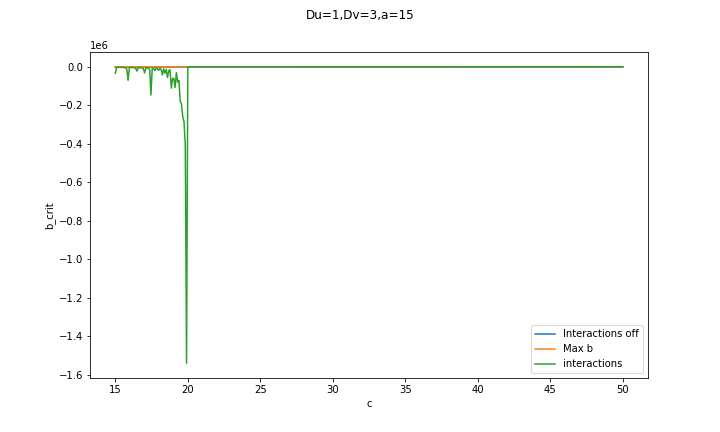 Du=1,Dv=3,a=15
1e6
0.0
−0.2
−0.4
−0.6
−0.8
−1.0
−1.2
−1.4
−1.6
b_crit
15
20
25
30
35
40
45
50
c
Interactions off
Max b
interactions